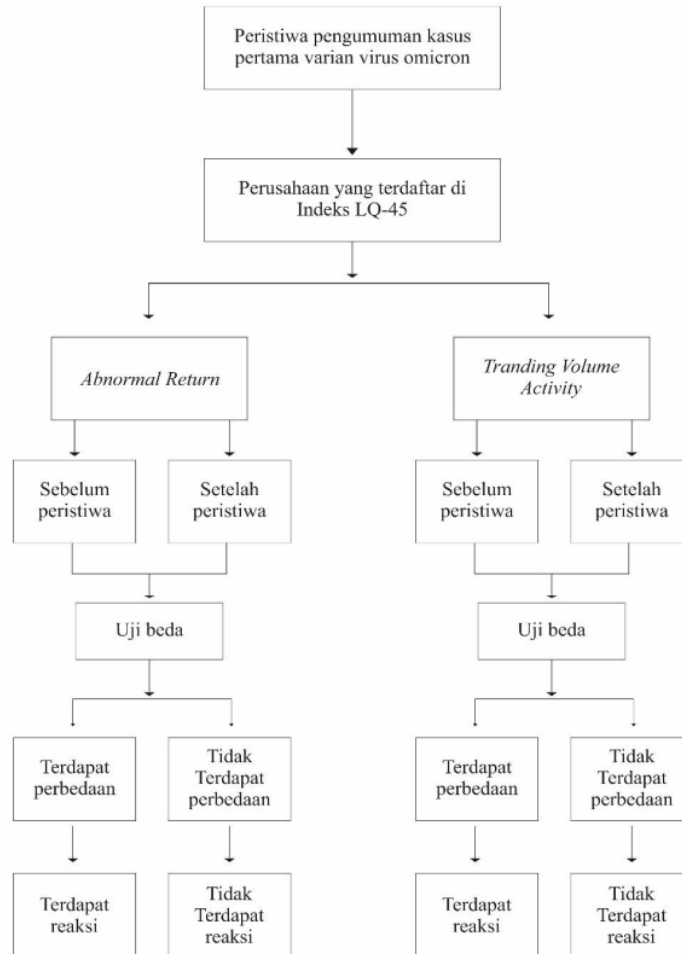 Peristiwa pengumuman kasus
pertama varian virus omicron
Perusahaan yang terdaftar di
Indeks LQ-45
Abnormal Return
Tranding Volume
Activity
Sebelum
peristiwa
Setelah
peristiwa
Sebelum
peristiwa
Setelah
peristiwa
Uji beda
Uji beda
Terdapat
perbedaan
Tidak
Terdapat
perbedaan
Terdapat
perbedaan
Tidak
Terdapat
perbedaan
Terdapat
reaksi
Tidak
Terdapat
reaksi
Terdapat
reaksi
Tidak
Terdapat
reaksi